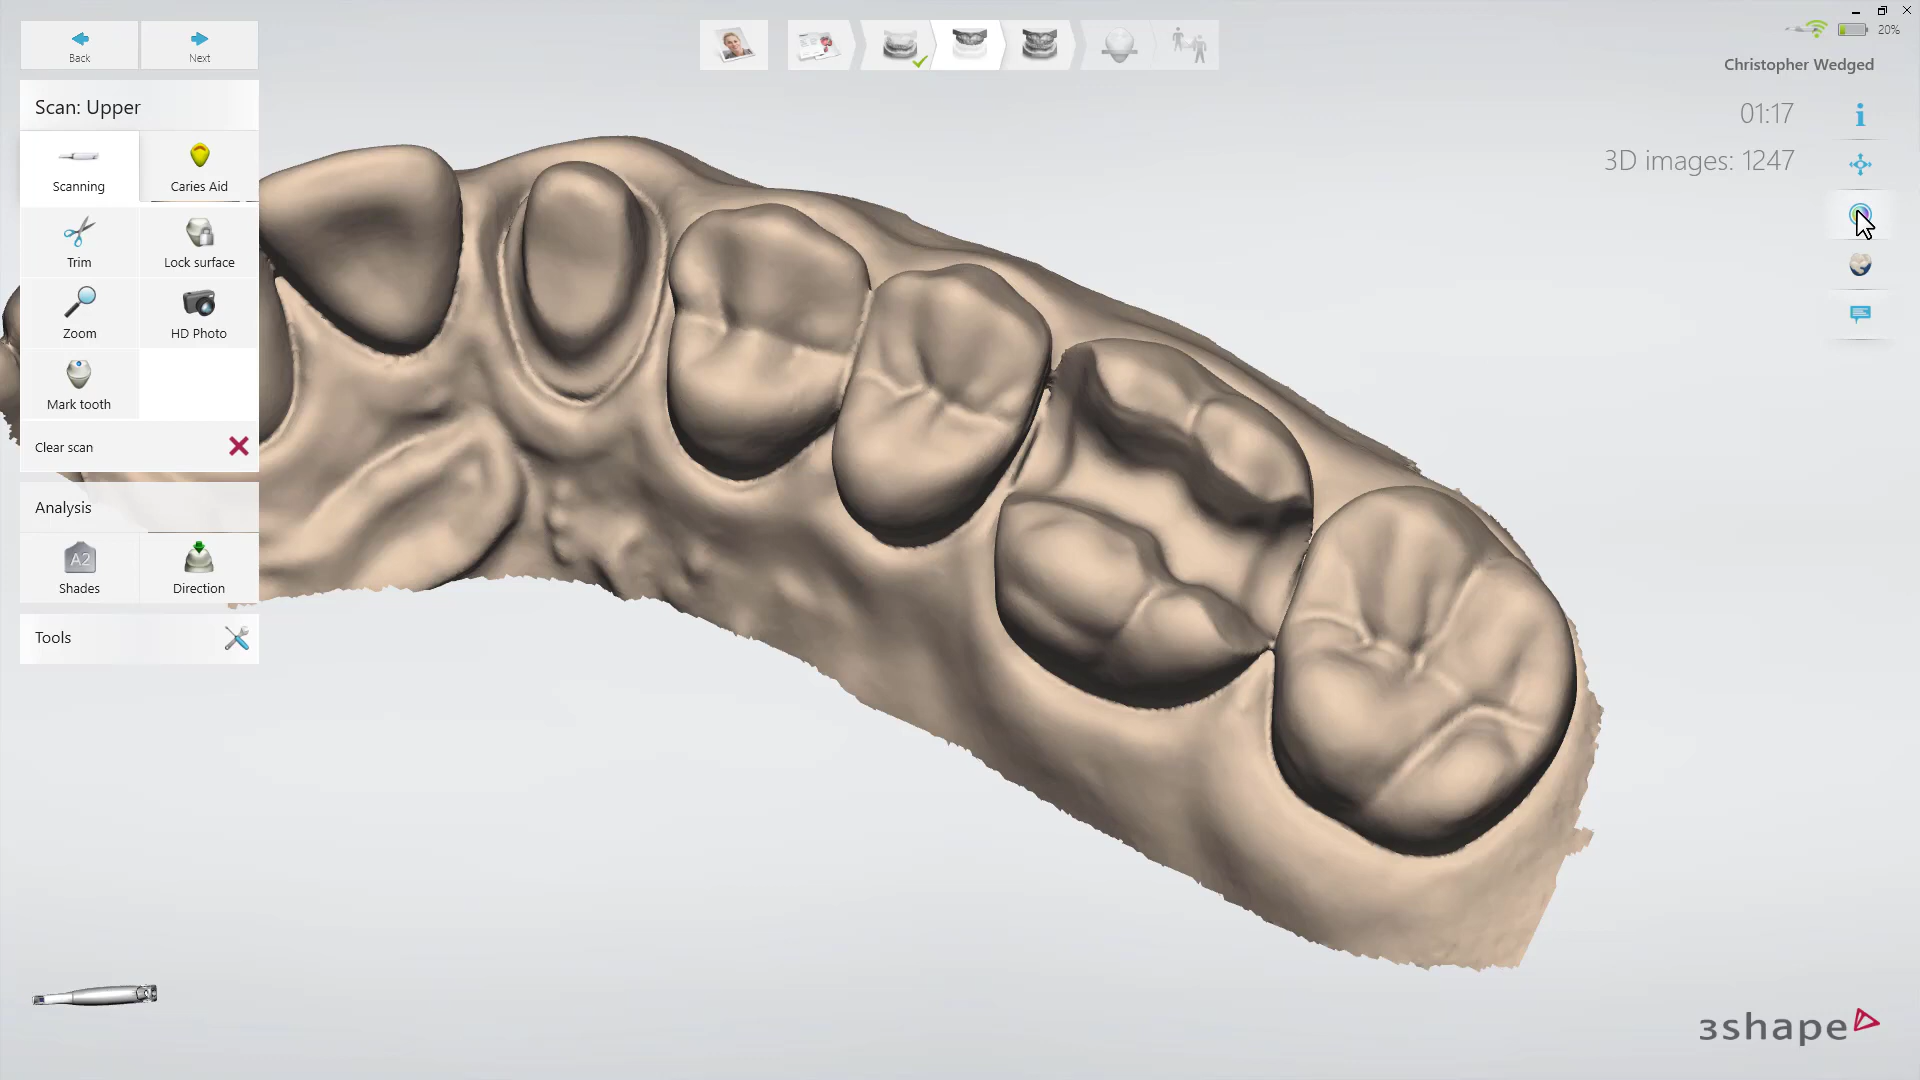 Back
Next
20%
Christopher Wedged
Scan: Upper
01:17
3D images: 1247
Scanning
Caries Aid
Trim
Lock surface
Zoom
HD Photo
Mark tooth
Clear scan
Analysis
A2
Shades
Direction
Tools
3shape